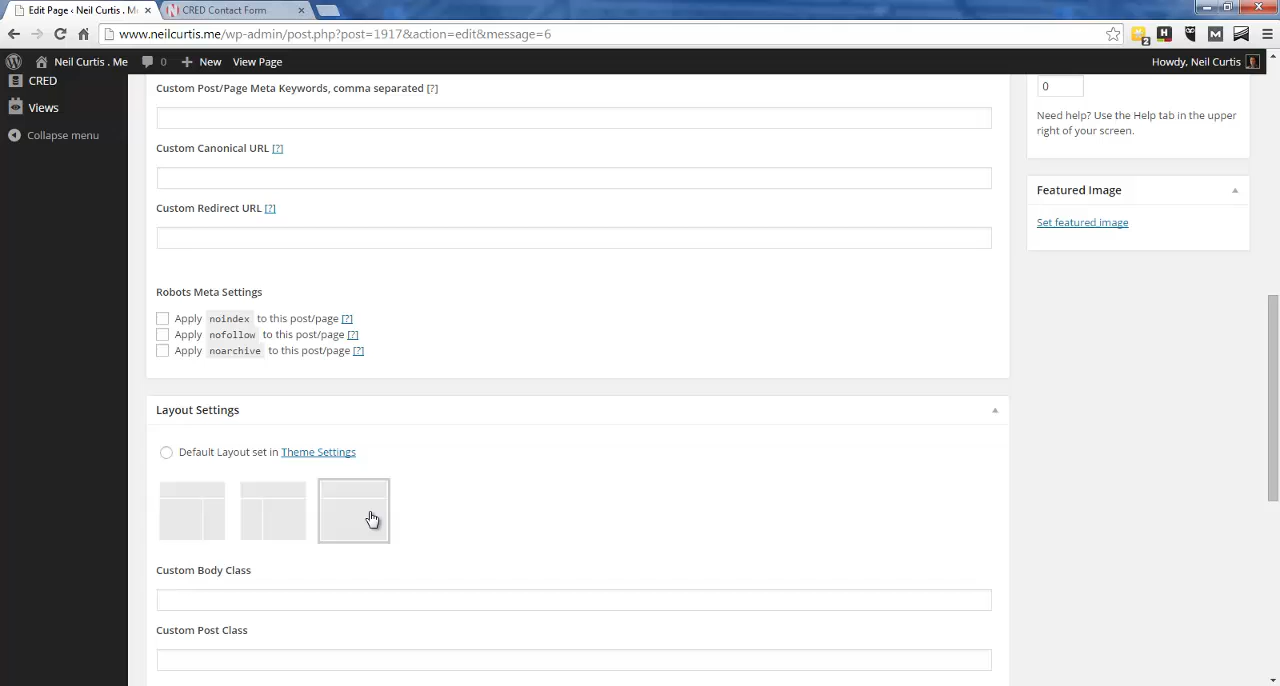 Edit Page ‹ Neil Curtis . M
CRED Contact Form
www.neilcurtis.me/wp-admin/post.php?post=1917&action=edit&message=6
2
Neil Curtis . Me
0
New
View Page
Howdy, Neil Curtis
CRED
Views
Collapse menu
Custom Post/Page Meta Keywords, comma separated [?]
Custom Canonical URL [?]
Custom Redirect URL [?]
Robots Meta Settings
Apply noindex to this post/page [?]
Apply nofollow to this post/page [?]
Apply noarchive to this post/page [?]
Layout Settings
Default Layout set in Theme Settings
Custom Body Class
Custom Post Class
0
Need help? Use the Help tab in the upper
right of your screen.
Featured Image
Set featured image